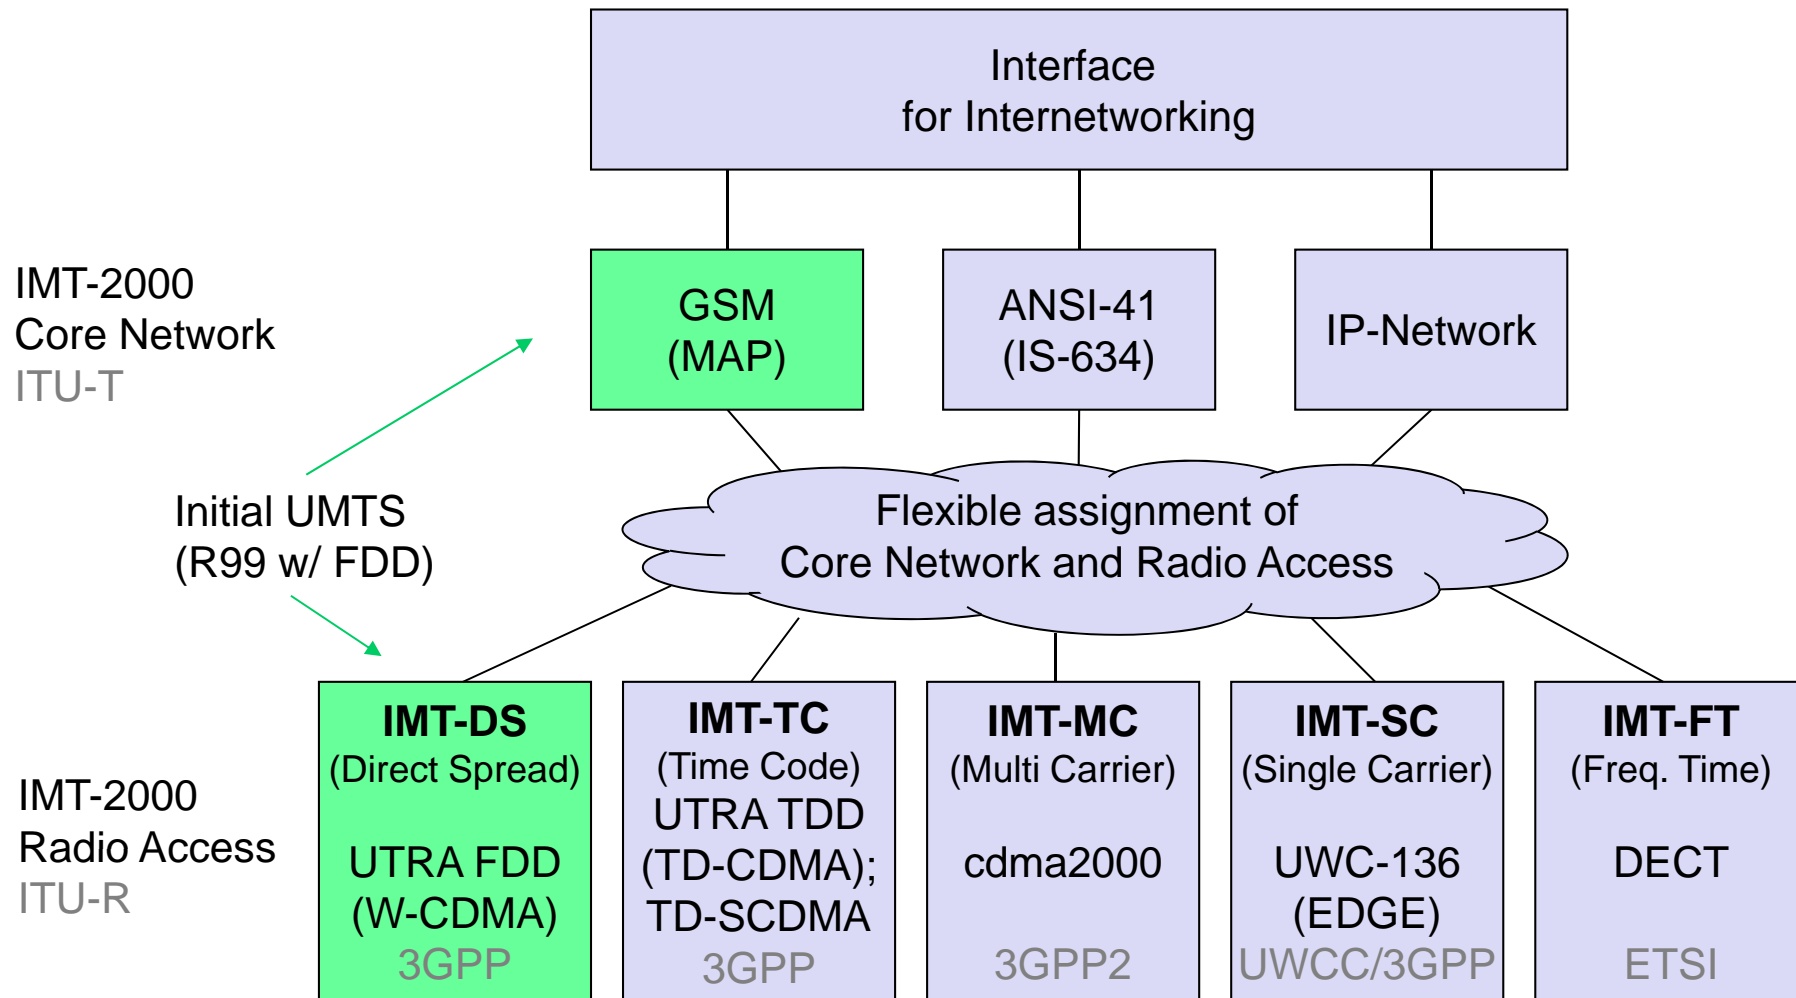 Interface
for Internetworking
IMT-2000
Core Network
ITU-T
GSM
(MAP)
ANSI-41
(IS-634)
IP-Network
Initial UMTS
(R99 w/ FDD)
Flexible assignment of
Core Network and Radio Access
IMT-2000
Radio Access
ITU-R
IMT-DS
(Direct Spread)
UTRA FDD
(W-CDMA)
3GPP
IMT-TC
(Time Code)
UTRA TDD
(TD-CDMA);
TD-SCDMA
3GPP
IMT-MC
(Multi Carrier)
cdma2000
3GPP2
IMT-SC
(Single Carrier)
UWC-136
(EDGE)
UWCC/3GPP
IMT-FT
(Freq. Time)
DECT
ETSI